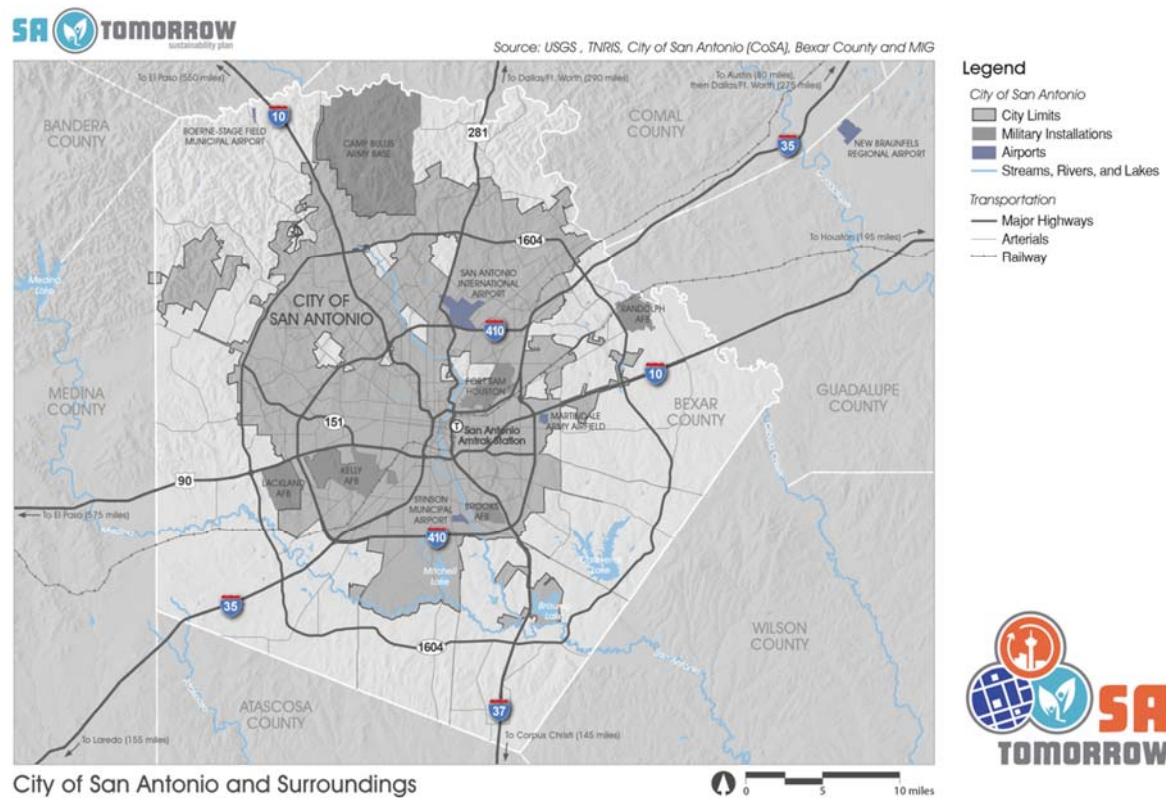 SA TOMORROW
sustainability plan
Source: USGS , TNRIS, City of San Antonio (CoSA), Bexar County and MIG
To El Paso (550 miles)
To Dallas/Ft. Worth (290 miles)
To Austin (80 miles),
then Dallas/Ft. Worth (275 miles)
BANDERA
COUNTY
10
BOERNE-STAGE FIELD
MUNICIPAL AIRPORT
CAMP BULLIS
ARMY BASE
281
COMAL
COUNTY
35
NEW BRAUNFELS
REGIONAL AIRPORT
To Houston (195 miles)
1604
Medina
Lake
SAN ANTONIO
INTERNATIONAL
AIRPORT
CITY OF
SAN ANTONIO
410
RANDOLPH
AFB
10
FORT SAM
HOUSTON
MEDINA
COUNTY
BEXAR
COUNTY
GUADALUPE
COUNTY
151
MARTINDALE
ARMY AIRFIELD
T
San Antonio
Amtrak Station
90
LACKLAND
AFB
KELLY
AFB
STINSON
MUNICIPAL
AIRPORT
BROOKS
AFB
To El Paso (575 miles)
410
Mitchell
Lake
Calaveras
Lake
35
Braunig
Lake
1604
WILSON
COUNTY
ATASCOSA
COUNTY
37
To Laredo (155 miles)
To Corpus Christi (145 miles)
City of San Antonio and Surroundings
0 5 10 miles
Legend
City of San Antonio
City Limits
Military Installations
Airports
Streams, Rivers, and Lakes
Transportation
Major Highways
Arterials
Railway
SA
TOMORROW